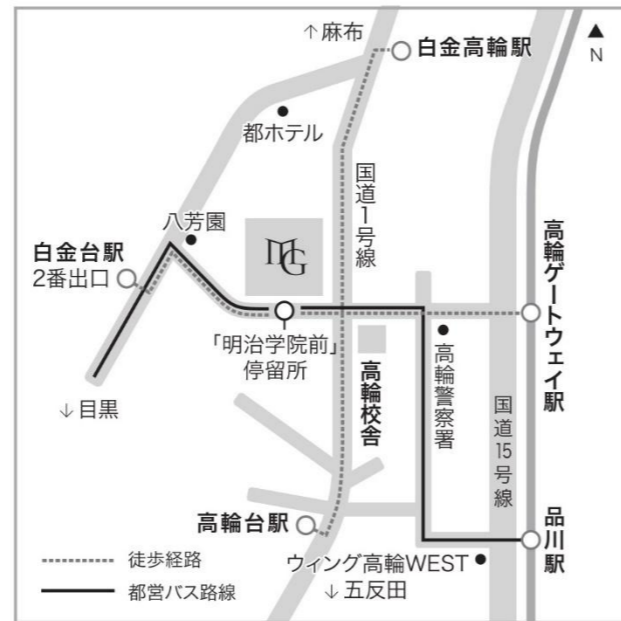 ↑麻布
白金高輪駅
▲
N
都ホテル
国道1号線
八芳園
MG
白金台駅
2番出口
高輪ゲートウェイ駅
「明治学院前」
停留所
高輪校舎
高輪警察署
↓目黒
国道15号線
高輪台駅
品川駅
ウィング高輪WEST
↓五反田
徒歩経路
都営バス路線